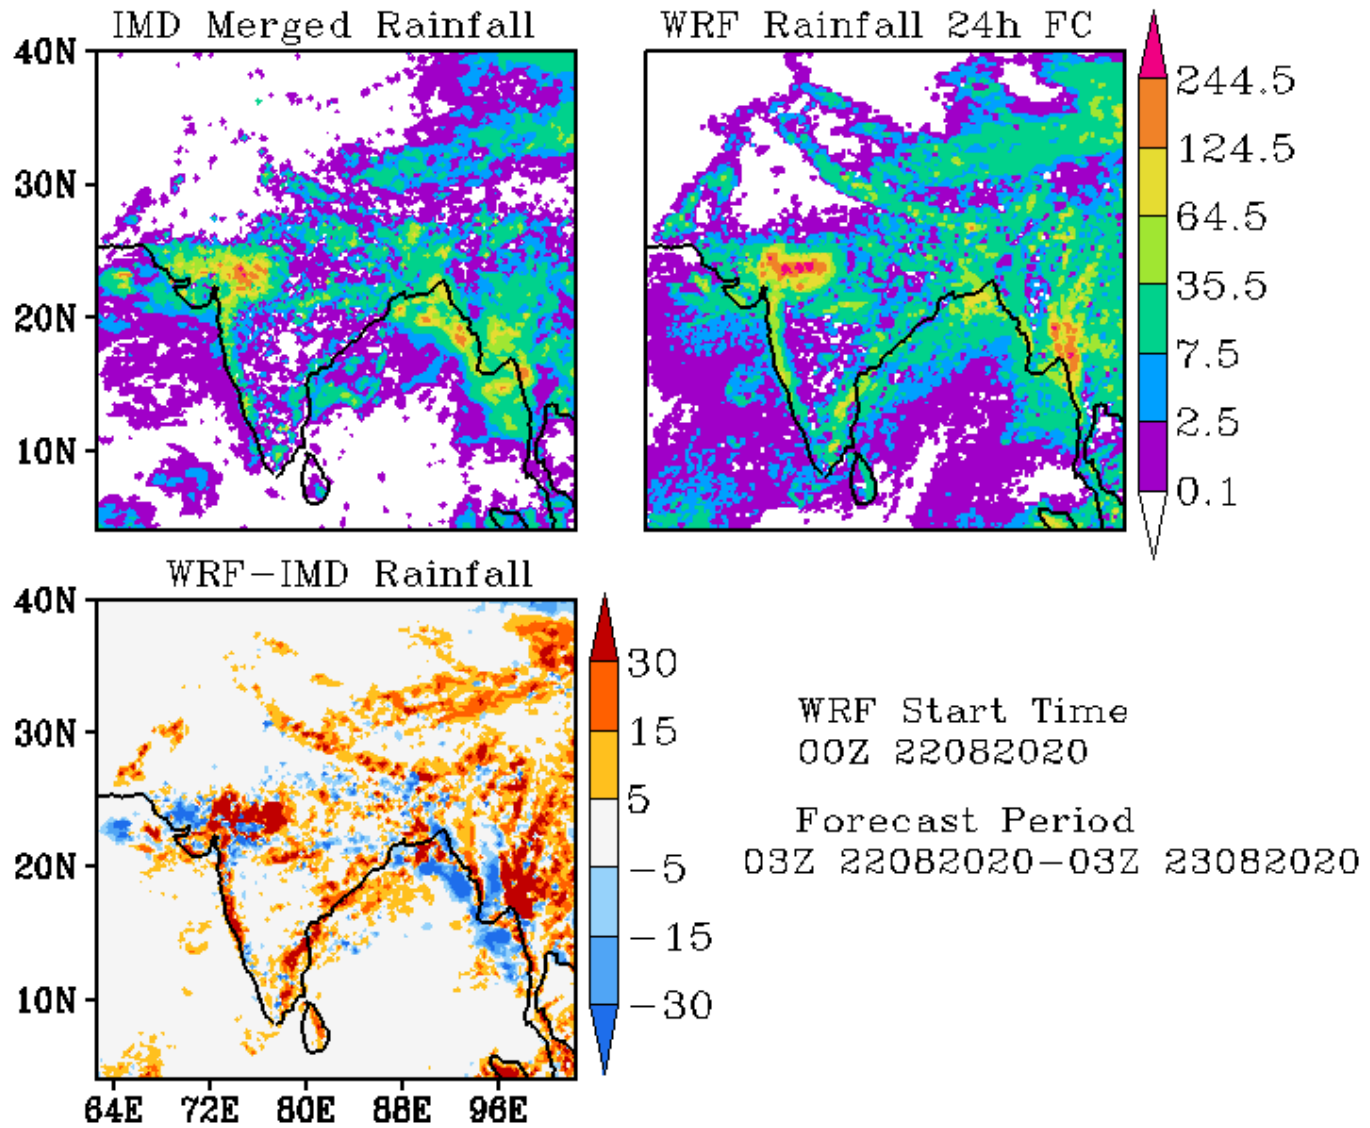 IMD Merged Rainfall
WRF Rainfall 24h FC
40N
30N
20N
10N
244.5
124.5
64.5
35.5
7.5
2.5
0.1
WRF-IMD Rainfall
40N
30N
20N
10N
64E 72E 80E 88E 96E
30
15
5
-5
-15
-30
WRF Start Time
00Z 22082020
Forecast Period
03Z 22082020-03Z 23082020